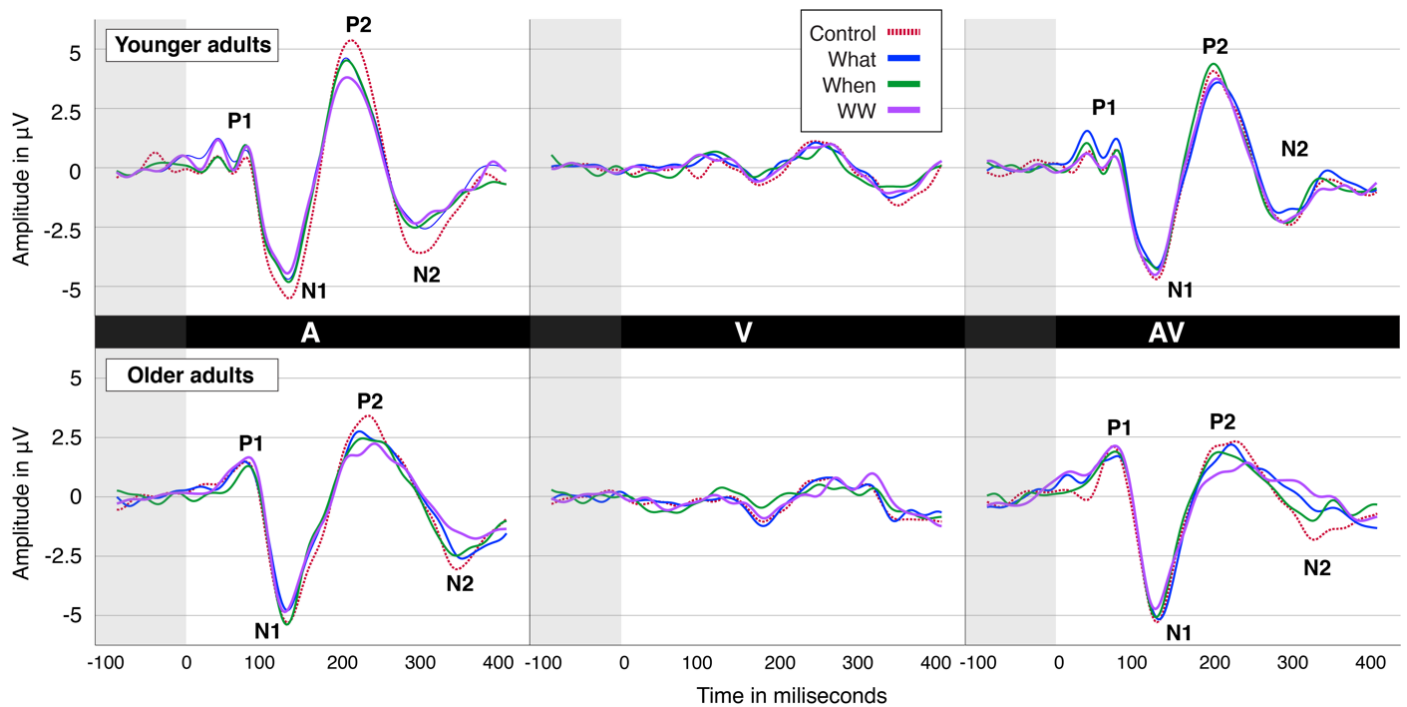 Younger adults
P1
N1
P2
N2
Control
What
When
WW
P1
N1
P2
N2
5
2.5
0
-2.5
-5
Amplitude in μV
A
V
AV
Older adults
P1
N1
P2
N2
P1
N1
P2
N2
5
2.5
0
-2.5
-5
Amplitude in μV
-100 0 100 200 300 400
-100 0 100 200 300 400
-100 0 100 200 300 400
Time in miliseconds